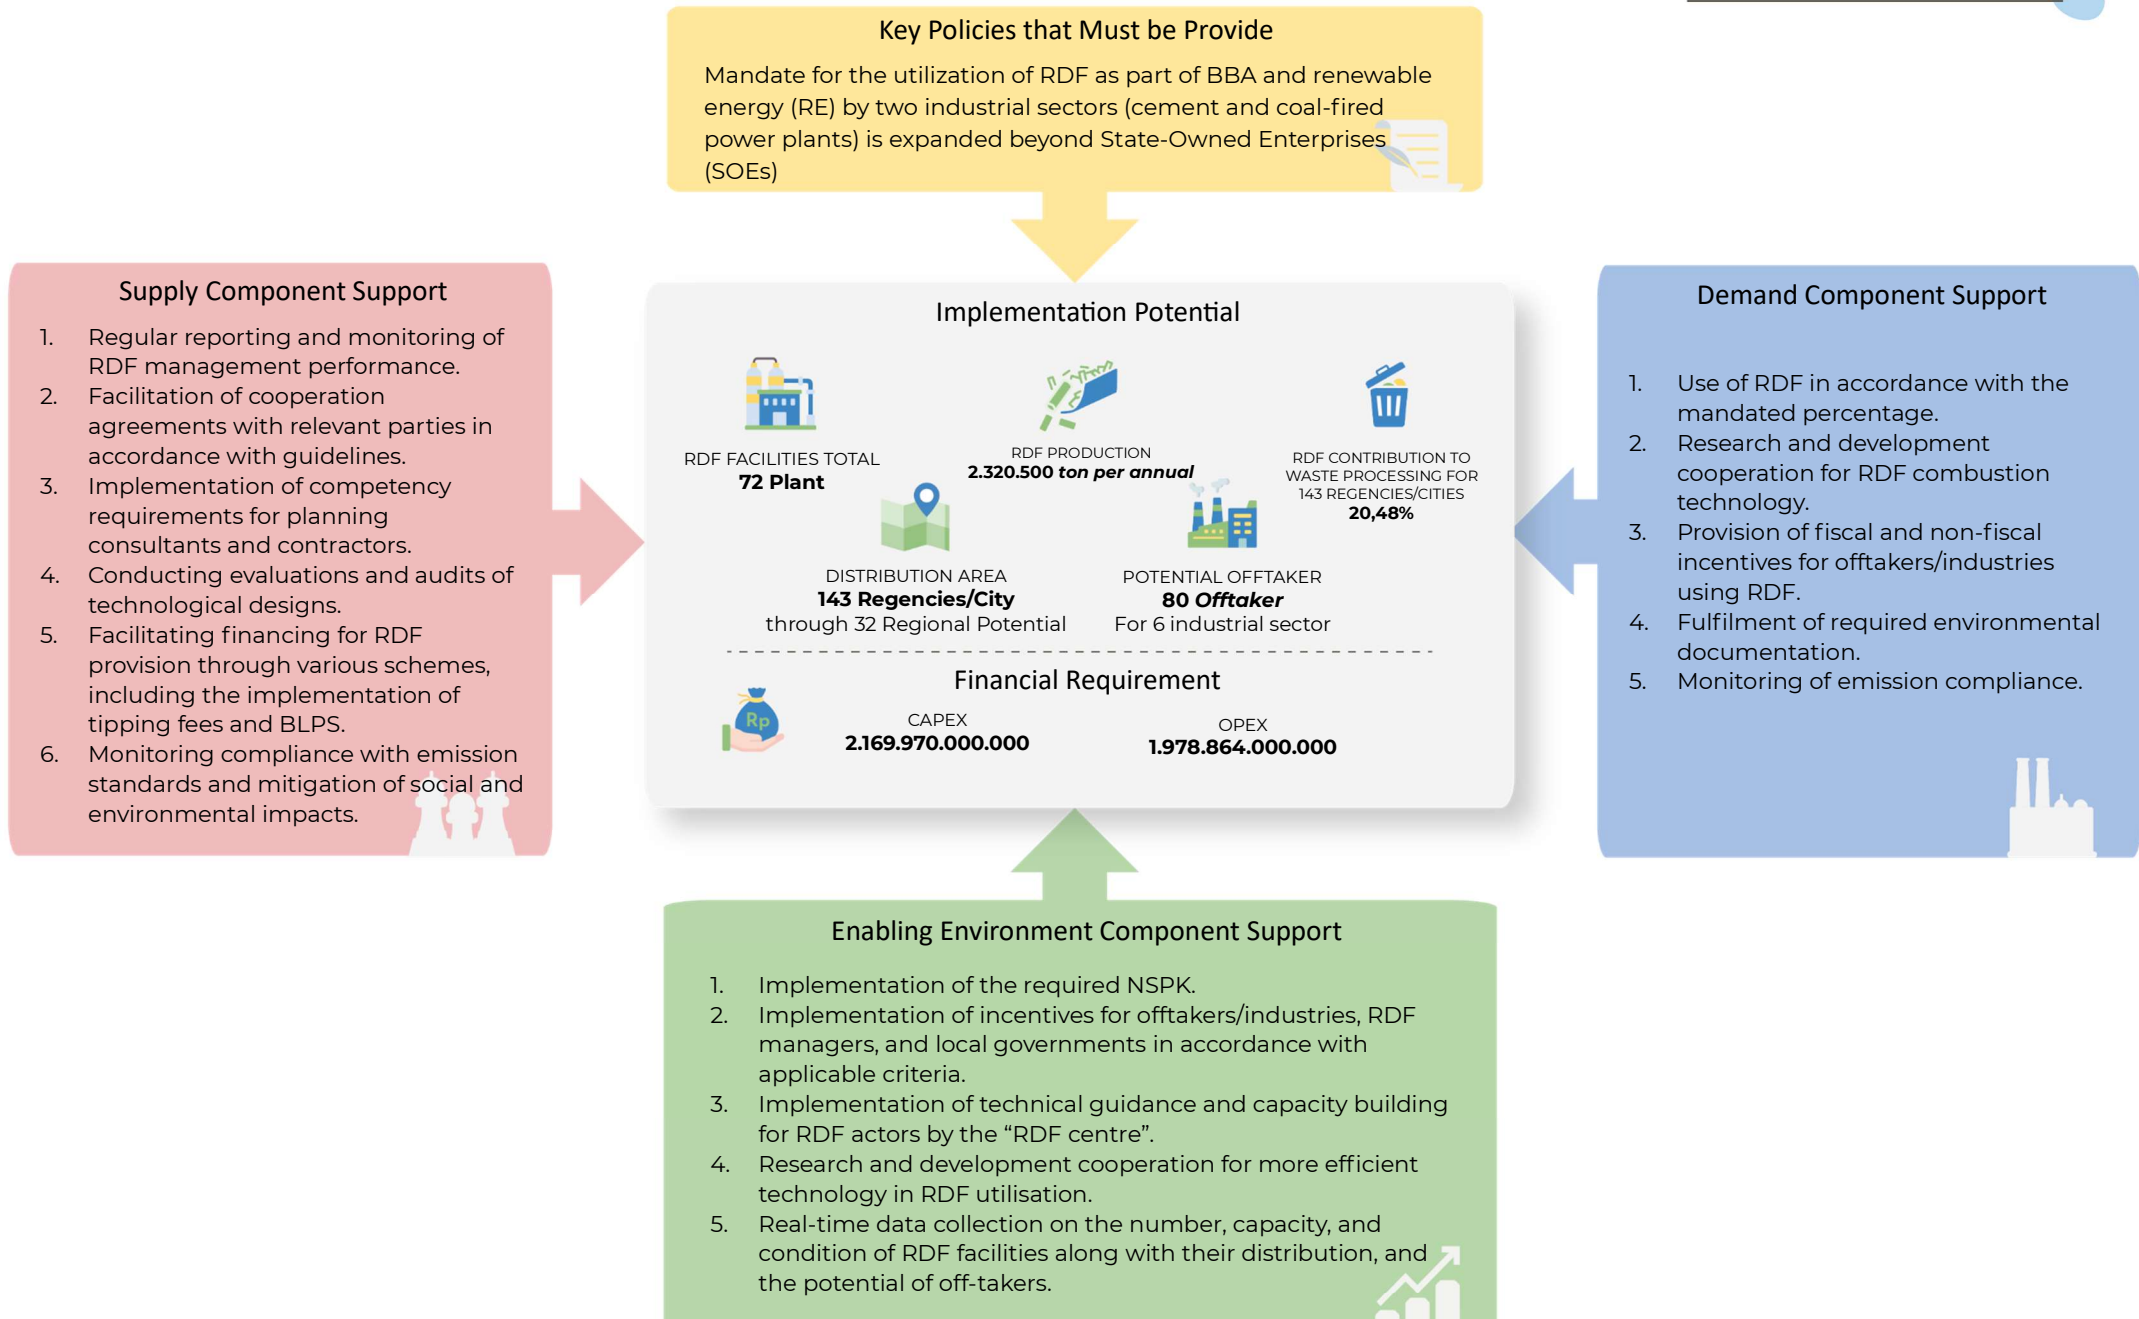 Key Policies that Must be Provide
Mandate for the utilization of RDF as part of BBA and renewable
energy (RE) by two industrial sectors (cement and coal-fired
power plants) is expanded beyond State-Owned Enterprises
(SOEs)
Supply Component Support
1. Regular reporting and monitoring of
RDF management performance.
2. Facilitation of cooperation
agreements with relevant parties in
accordance with guidelines.
3. Implementation of competency
requirements for planning
consultants and contractors.
4. Conducting evaluations and audits of
technological designs.
5. Facilitating financing for RDF
provision through various schemes,
including the implementation of
tipping fees and BLPS.
6. Monitoring compliance with emission
standards and mitigation of social and
environmental impacts.
Implementation Potential
RDF FACILITIES TOTAL
72 Plant
RDF PRODUCTION
2.320.500 ton per annual
RDF CONTRIBUTION TO
WASTE PROCESSING FOR
143 REGENCIES/CITIES
20,48%
DISTRIBUTION AREA
143 Regencies/City
through 32 Regional Potential
POTENTIAL OFFTAKER
80 Offtaker
For 6 industrial sector
Financial Requirement
Rp
CAPEX
2.169.970.000.000
OPEX
1.978.864.000.000
Demand Component Support
1. Use of RDF in accordance with the
mandated percentage.
2. Research and development
cooperation for RDF combustion
technology.
3. Provision of fiscal and non-fiscal
incentives for offtakers/industries
using RDF.
4. Fulfilment of required environmental
documentation.
5. Monitoring of emission compliance.
Enabling Environment Component Support
1. Implementation of the required NSPK.
2. Implementation of incentives for offtakers/industries, RDF
managers, and local governments in accordance with
applicable criteria.
3. Implementation of technical guidance and capacity building
for RDF actors by the “RDF centre”.
4. Research and development cooperation for more efficient
technology in RDF utilisation.
5. Real-time data collection on the number, capacity, and
condition of RDF facilities along with their distribution, and
the potential of off-takers.